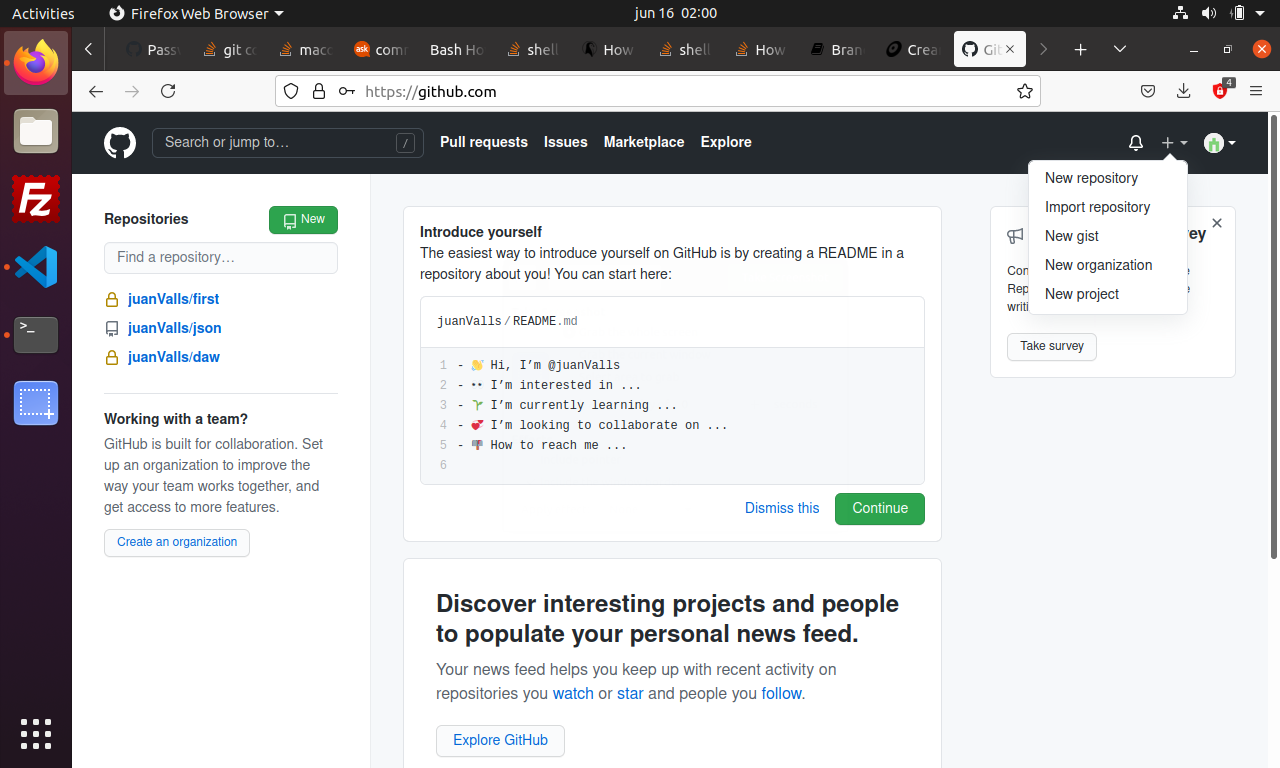 Activities
Firefox Web Browser
jun 16 02:00
Pass
git c
mac
ask
com
Bash Ho
shell
How
shell
How
Bran
Crea
Git
https://github.com
4
Search or jump to…
/
Pull requests
Issues
Marketplace
Explore
New repository
Import repository
New gist
New organization
New project
Repositories
New
Find a repository…
juanValls/first
juanValls/json
juanValls/daw
Working with a team?
GitHub is built for collaboration. Set
up an organization to improve the
way your team works together, and
get access to more features.
Create an organization
Introduce yourself
The easiest way to introduce yourself on GitHub is by creating a README in a
repository about you! You can start here:
juanValls/README.md
1 - 👋 Hi, I'm @juanValls
2 - 👀 I'm interested in ...
3 - 🌱 I'm currently learning ...
4 - 💞️ I'm looking to collaborate on ...
5 - 📫 How to reach me ...
6
Dismiss this
Continue
Discover interesting projects and people
to populate your personal news feed.
Your news feed helps you keep up with recent activity on
repositories you watch or star and people you follow.
Explore GitHub
Take survey
Fz
>_